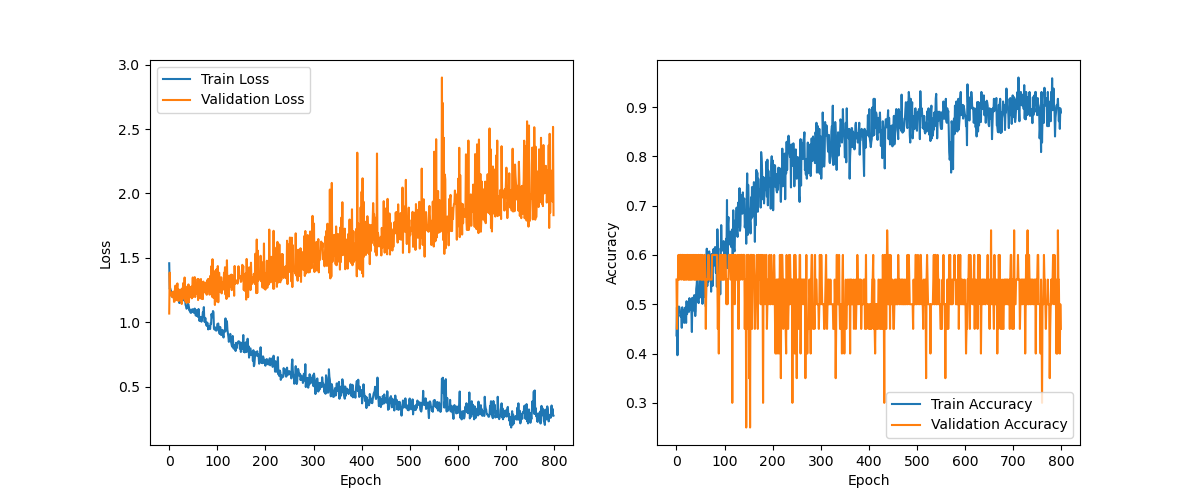 Train Loss
Validation Loss
3.0
2.5
2.0
1.5
1.0
0.5
Loss
0 100 200 300 400 500 600 700 800
Epoch
0.9
0.8
0.7
0.6
0.5
0.4
0.3
Accuracy
Train Accuracy
Validation Accuracy
0 100 200 300 400 500 600 700 800
Epoch